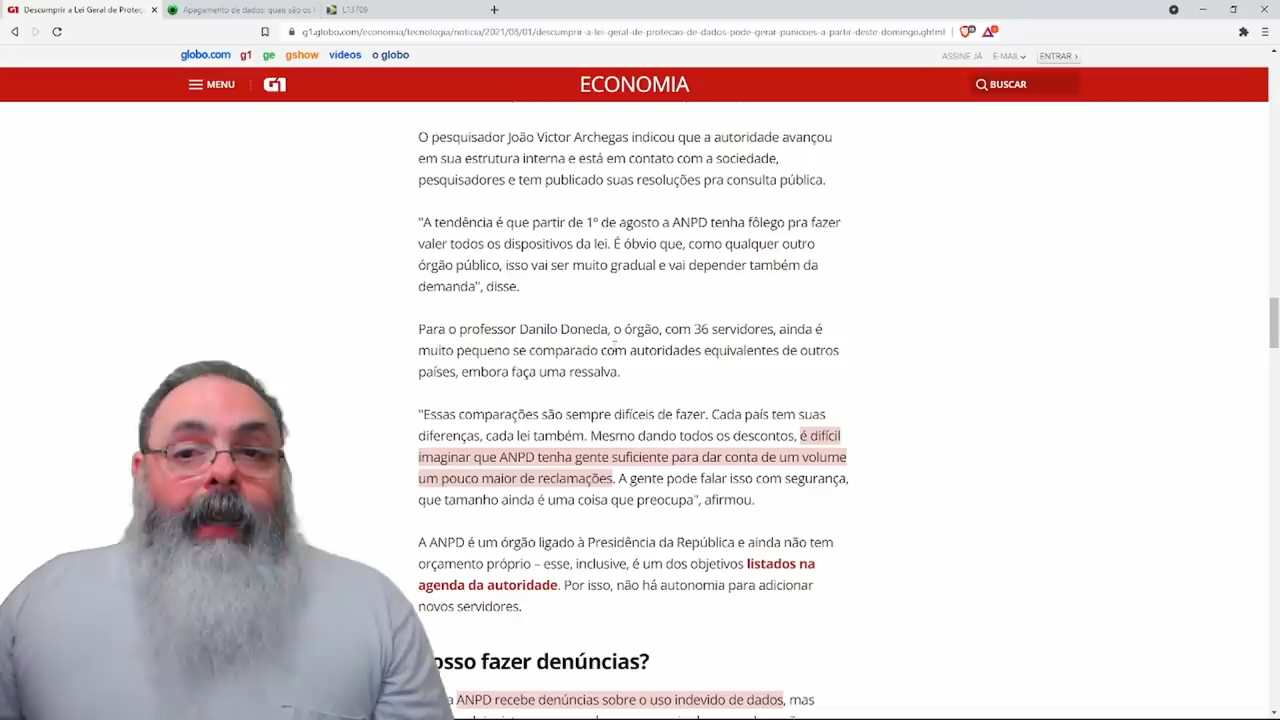 G1 Descumprir a Lei Geral de Proteç
Apagamento de dados: quais são os l
L13709
g1.globo.com/economia/tecnologia/noticia/2021/08/01/descumprir-a-lei-geral-de-protecao-de-dados-pode-gerar-punicoes-a-partir-deste-domingo.ghtml
globo.com g1 ge gshow videos o globo
ASSINE JÁ E-MAIL ENTRAR ›
MENU G1 ECONOMIA BUSCAR
O pesquisador João Victor Archegas indicou que a autoridade avançou
em sua estrutura interna e está em contato com a sociedade,
pesquisadores e tem publicado suas resoluções pra consulta pública.
"A tendência é que partir de 1º de agosto a ANPD tenha fôlego pra fazer
valer todos os dispositivos da lei. É óbvio que, como qualquer outro
órgão público, isso vai ser muito gradual e vai depender também da
demanda", disse.
Para o professor Danilo Doneda, o órgão, com 36 servidores, ainda é
muito pequeno se comparado com autoridades equivalentes de outros
países, embora faça uma ressalva.
"Essas comparações são sempre difíceis de fazer. Cada país tem suas
diferenças, cada lei também. Mesmo dando todos os descontos, é difícil
imaginar que ANPD tenha gente suficiente para dar conta de um volume
um pouco maior de reclamações. A gente pode falar isso com segurança,
que tamanho ainda é uma coisa que preocupa", afirmou.
A ANPD é um órgão ligado à Presidência da República e ainda não tem
orçamento próprio – esse, inclusive, é um dos objetivos listados na
agenda da autoridade. Por isso, não há autonomia para adicionar
novos servidores.
osso fazer denúncias?
a ANPD recebe denúncias sobre o uso indevido de dados, mas